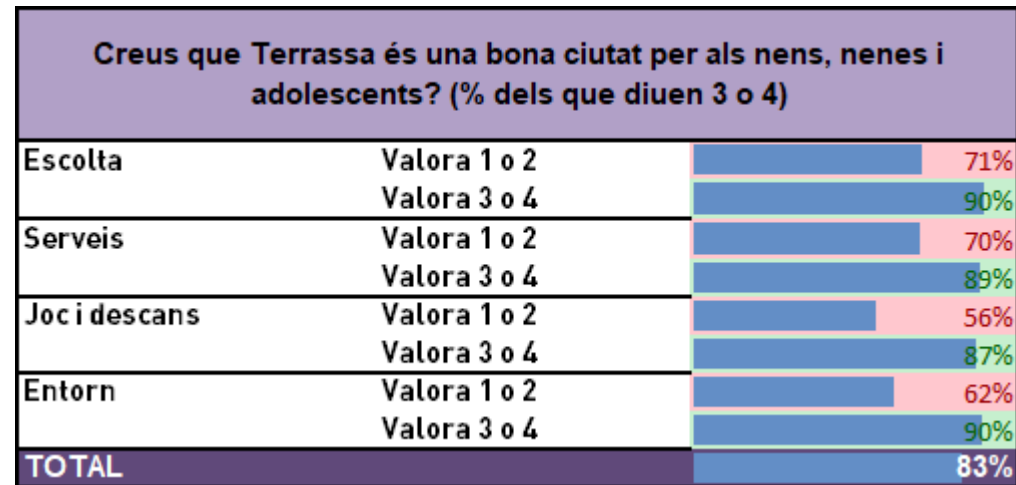 Creus que Terrassa és una bona ciutat per als nens, nenes i
adolescents? (% dels que diuen 3 o 4)
Escolta Valora 1 o 2 71%
Valora 3 o 4 90%
Serveis Valora 1 o 2 70%
Valora 3 o 4 89%
Joc i descans Valora 1 o 2 56%
Valora 3 o 4 87%
Entorn Valora 1 o 2 62%
Valora 3 o 4 90%
TOTAL 83%